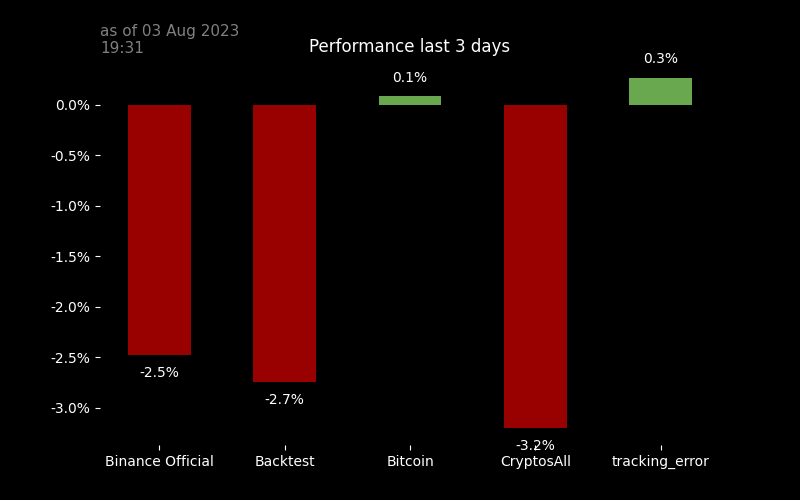 as of 03 Aug 2023
19:31
Performance last 3 days
0.3%
0.1%
0.0%
-0.5%
-1.0%
-1.5%
-2.0%
-2.5%
-3.0%
-2.5%
-2.7%
-3.2%
Binance Official
Backtest
Bitcoin
CryptosAll
tracking_error